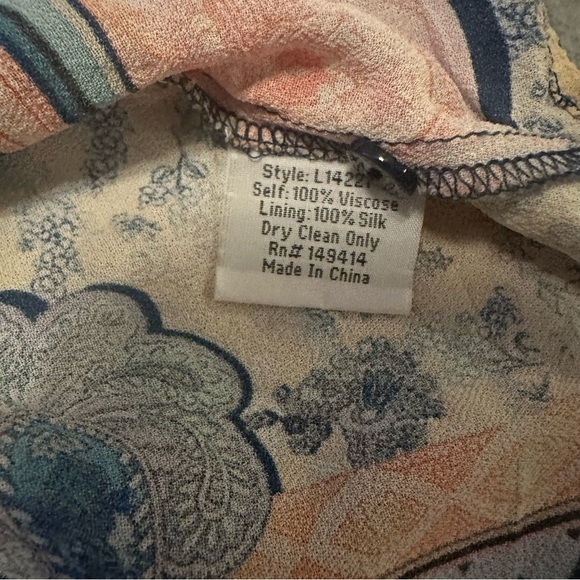 Style: L1422
Self: 100% Viscose
Lining: 100% Silk
Dry Clean Only
Rn# 149414
Made In China